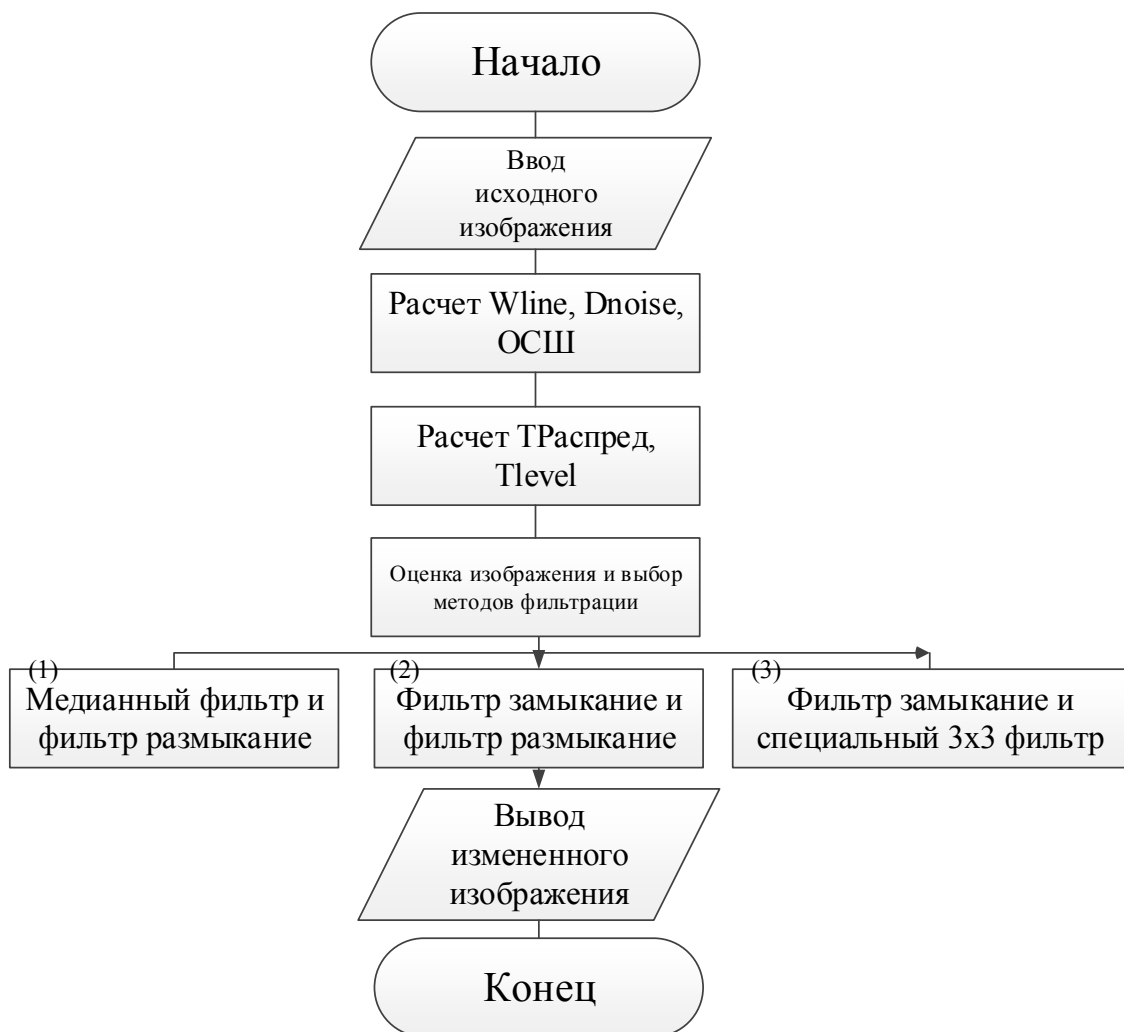 Начало
Ввод
исходного
изображения
Расчет Wline, Dnoise,
ОСШ
Расчет TРаспред,
Tlevel
Оценка изображения и выбор
методов фильтрации
(1)
Медианный фильтр и
фильтр размыкание
(2)
Фильтр замыкание и
фильтр размыкание
(3)
Фильтр замыкание и
специальный 3x3 фильтр
Вывод
измененного
изображения
Конец